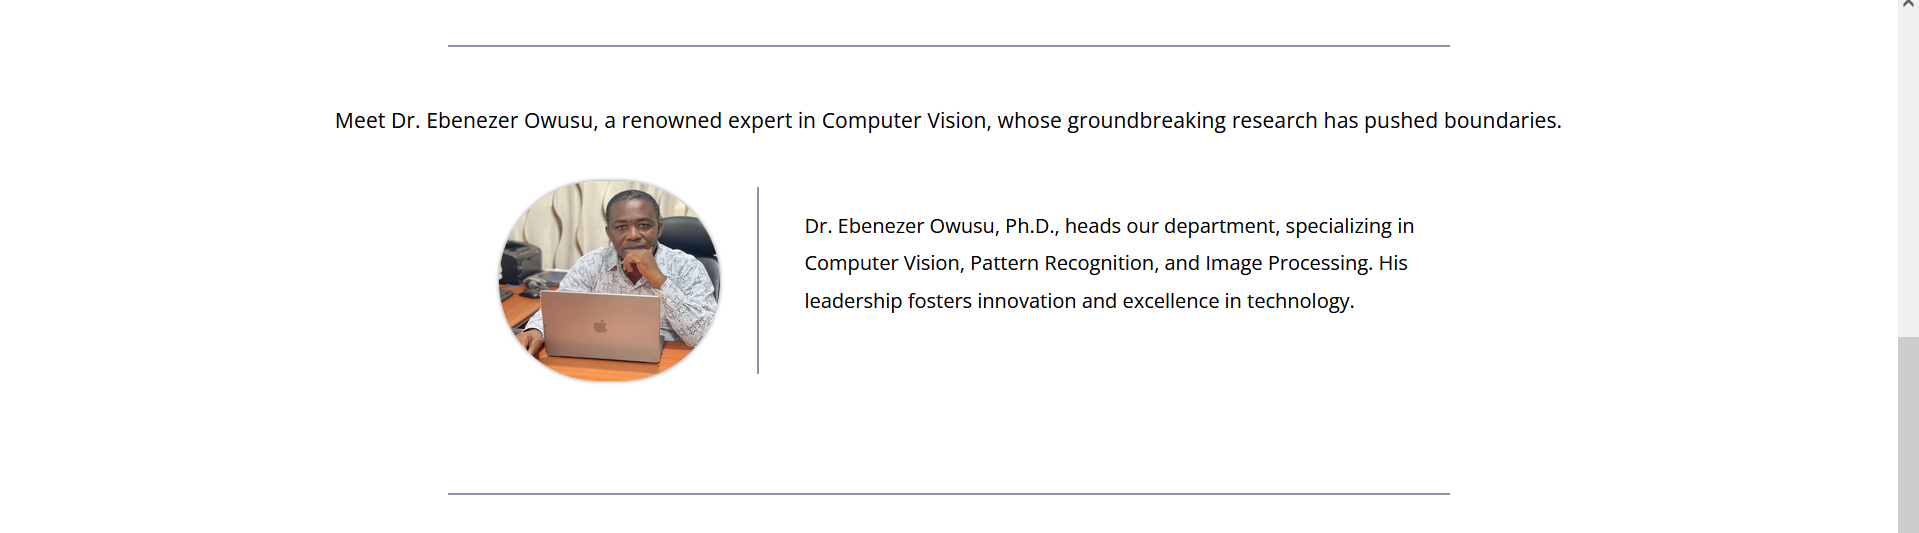 Meet Dr. Ebenezer Owusu, a renowned expert in Computer Vision, whose groundbreaking research has pushed boundaries.
Dr. Ebenezer Owusu, Ph.D., heads our department, specializing in
Computer Vision, Pattern Recognition, and Image Processing. His
leadership fosters innovation and excellence in technology.